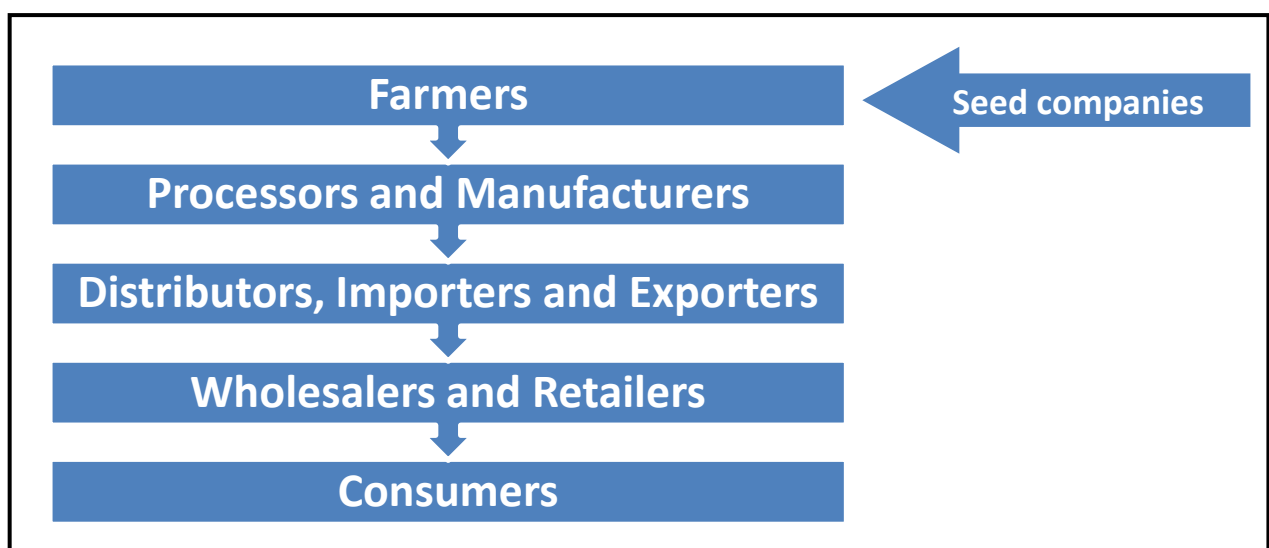 Farmers
Seed companies
Processors and Manufacturers
Distributors, Importers and Exporters
Wholesalers and Retailers
Consumers